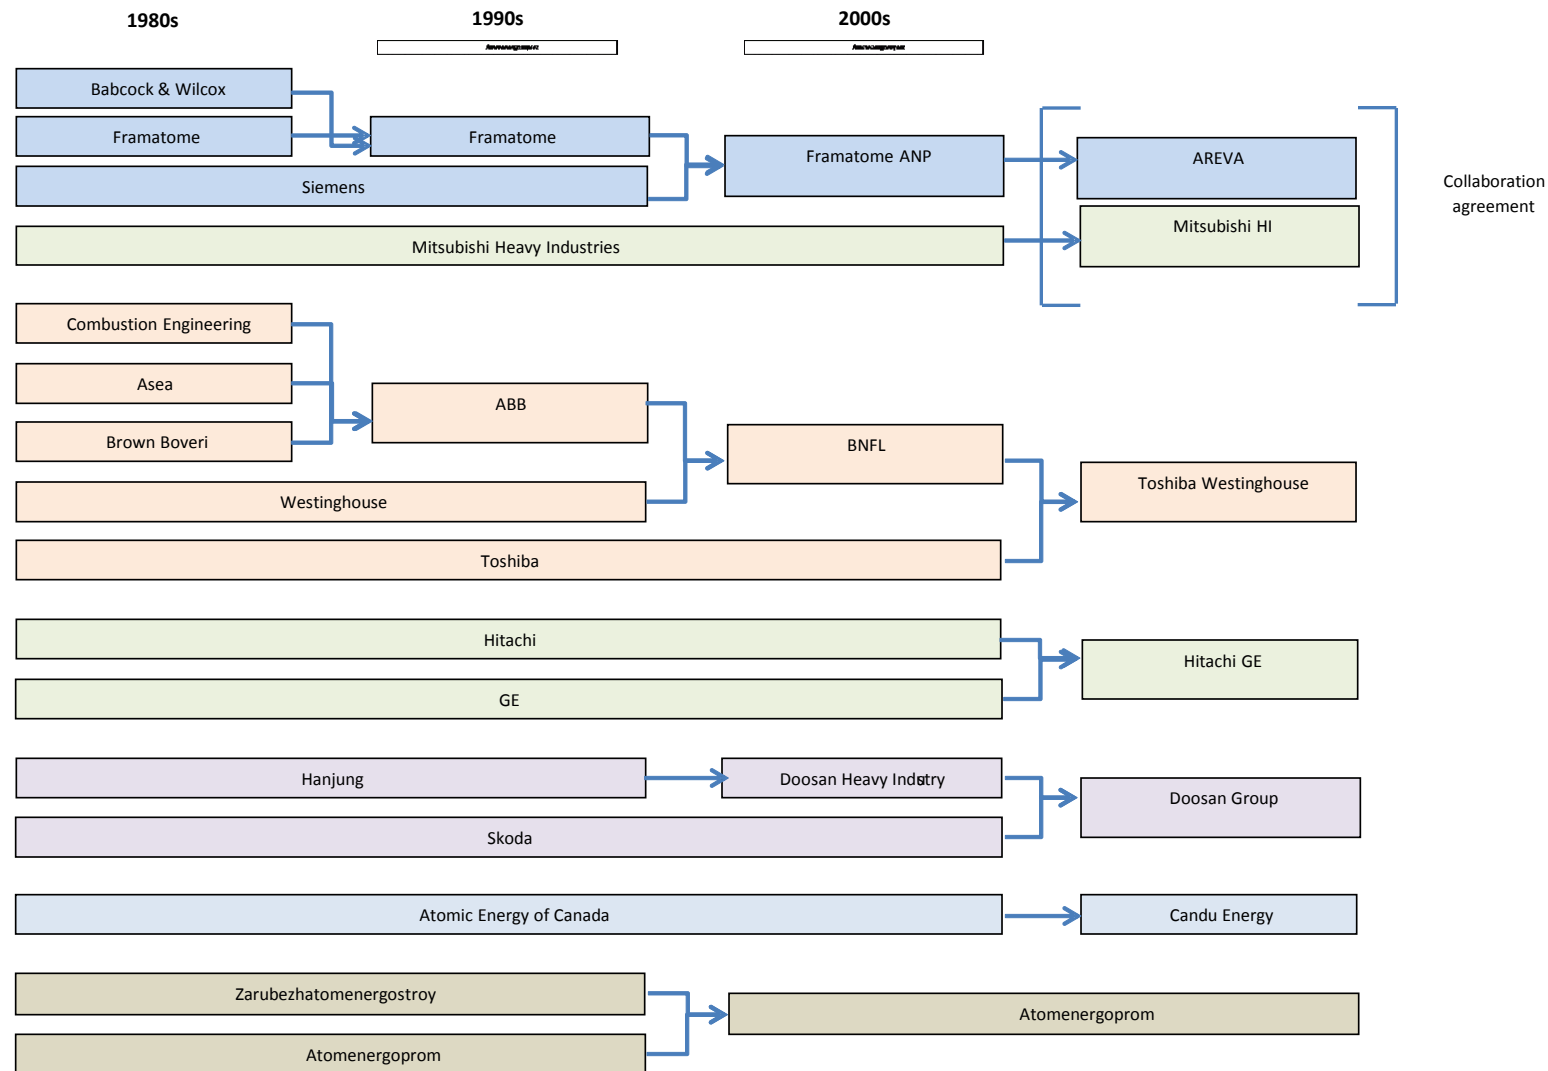 1980s
1990s
2000s
Babcock & Wilcox
Framatome
Framatome
Framatome ANP
AREVA
Siemens
Collaboration
agreement
Mitsubishi HI
Mitsubishi Heavy Industries
Combustion Engineering
Asea
ABB
Brown Boveri
BNFL
Toshiba Westinghouse
Westinghouse
Toshiba
Hitachi
Hitachi GE
GE
Hanjung
Doosan Heavy Industry
Doosan Group
Skoda
Atomic Energy of Canada
Candu Energy
Zarubezhatomenergostroy
Atomenergoprom
Atomenergoprom